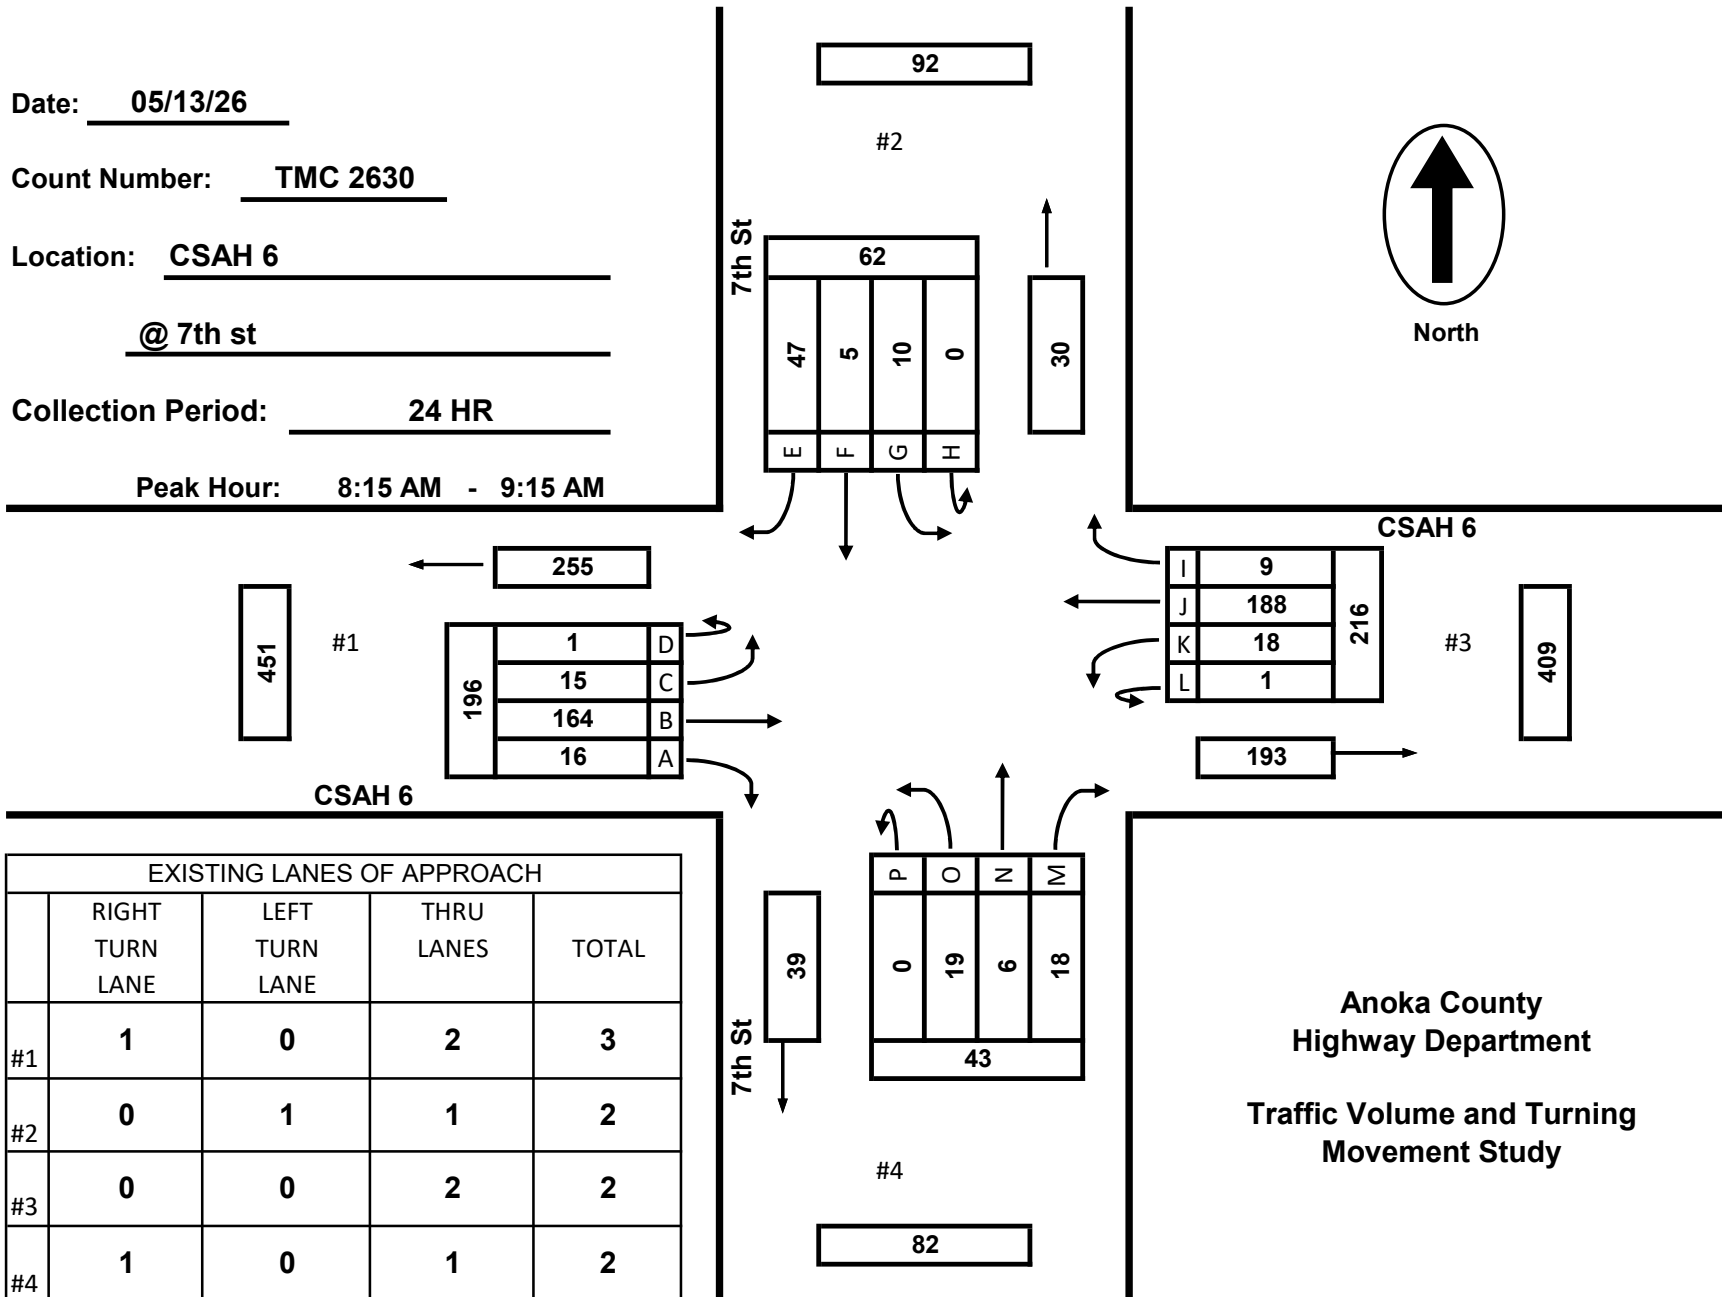 Date: 05/13/26
Count Number: TMC 2630
Location: CSAH 6
@ 7th st
Collection Period: 24 HR
Peak Hour: 8:15 AM - 9:15 AM
92
#2
7th St
62
47 5 10 0
E F G H
30
North
CSAH 6
255
451
#1
196
1 D
15 C
164 B
16 A
CSAH 6
I 9
J 188
K 18
L 1
216
#3
409
193
P O N M
0 19 6 18
43
39
7th St
#4
82
EXISTING LANES OF APPROACH
RIGHT LEFT THRU
TURN TURN LANES TOTAL
LANE LANE
#1 1 0 2 3
#2 0 1 1 2
#3 0 0 2 2
#4 1 0 1 2
Anoka County
Highway Department
Traffic Volume and Turning
Movement Study